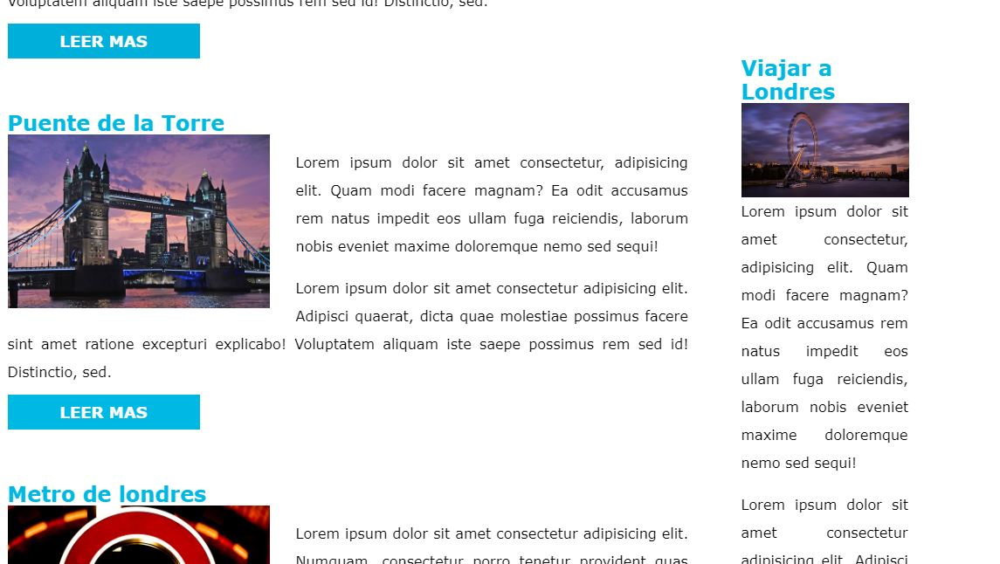 Voluptatem aliquam iste saepe possimus rem sed id! Distinctio, sed.
LEER MAS
Puente de la Torre
Lorem ipsum dolor sit amet consectetur, adipisicing
elit. Quam modi facere magnam? Ea odit accusamus
rem natus impedit eos ullam fuga reiciendis, laborum
nobis eveniet maxime doloremque nemo sed sequi!
Lorem ipsum dolor sit amet consectetur adipisicing elit.
Adipisci quaerat, dicta quae molestiae possimus facere
sint amet ratione excepturi explicabo! Voluptatem aliquam iste saepe possimus rem sed id!
Distinctio, sed.
LEER MAS
Metro de londres
Lorem ipsum dolor sit amet consectetur adipisicing elit.
Numquam, consectetur porro tenetur provident quas
Viajar a
Londres
Lorem ipsum dolor sit
amet consectetur,
adipisicing elit. Quam
modi facere magnam?
Ea odit accusamus rem
natus impedit eos
ullam fuga reiciendis,
laborum nobis eveniet
maxime doloremque
nemo sed sequi!
Lorem ipsum dolor sit
amet consectetur
adipisicing elit. Adipisci